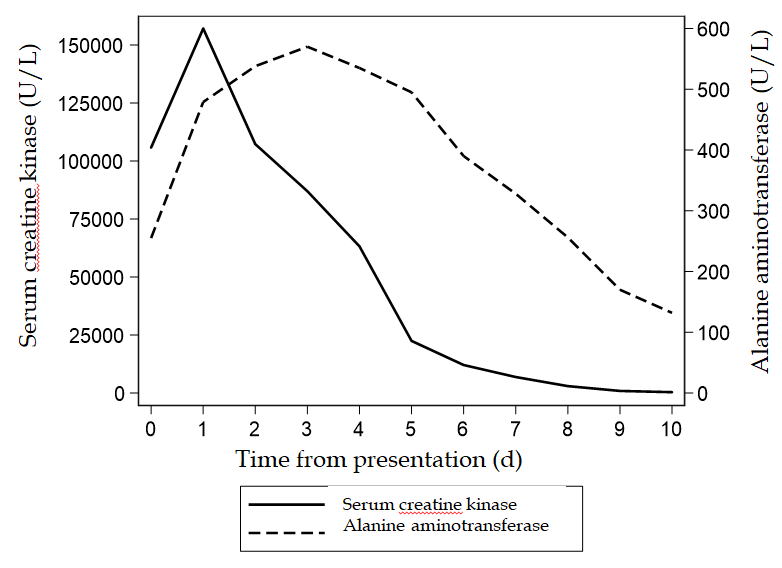 Serum creatine kinase (U/L)
150000
125000
100000
75000
50000
25000
0
600
500
400
300
200
100
0
Alanine aminotransferase (U/L)
0 1 2 3 4 5 6 7 8 9 10
Time from presentation (d)
Serum creatine kinase
Alanine aminotransferase